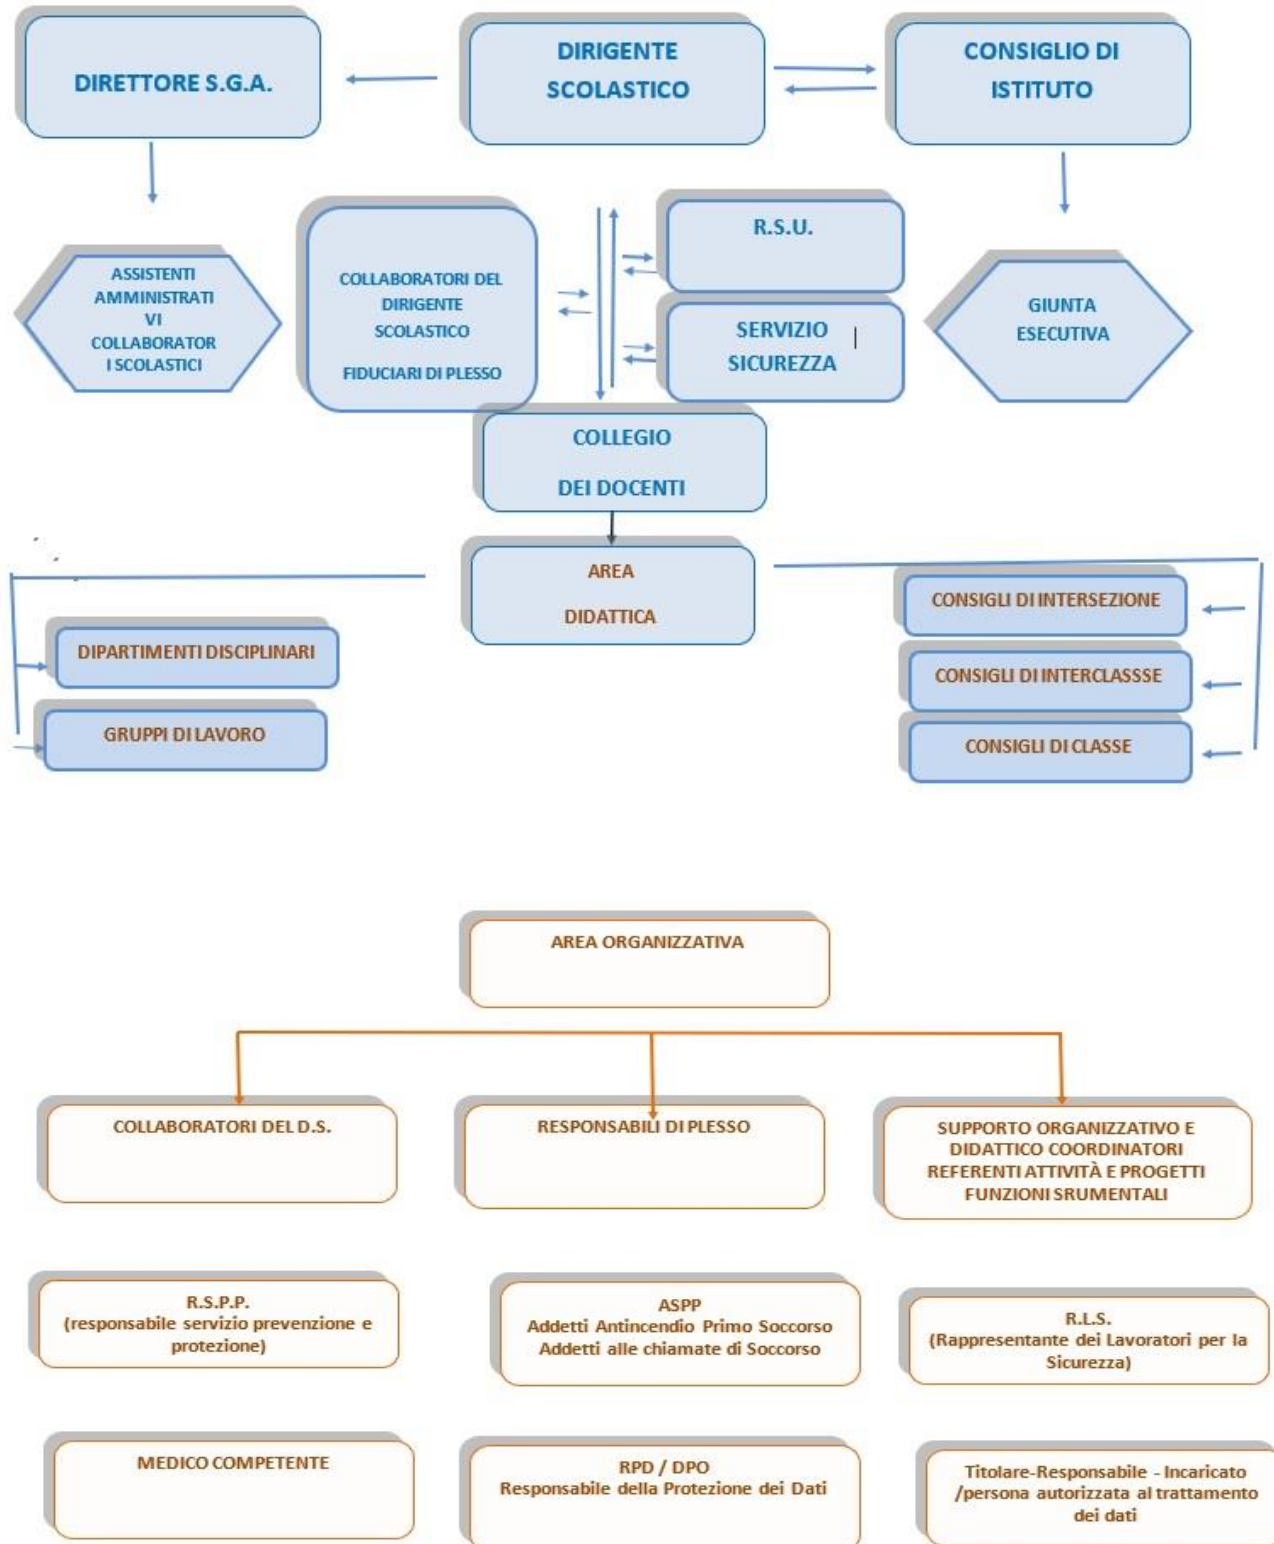 DIRETTORE S.G.A.
DIRIGENTE
SCOLASTICO
CONSIGLIO DI
ISTITUTO
ASSISTENTI
AMMINISTRATI
VI
COLLABORATOR
I SCOLASTICI
COLLABORATORI DEL
DIRIGENTE
SCOLASTICO
FIDUCIARI DI PLESSO
R.S.U.
SERVIZIO
SICUREZZA
GIUNTA
ESECUTIVA
COLLEGIO
DEI DOCENTI
AREA
DIDATTICA
DIPARTIMENTI DISCIPLINARI
GRUPPI DI LAVORO
CONSIGLI DI INTERSEZIONE
CONSIGLI DI INTERCLASSSE
CONSIGLI DI CLASSE
AREA ORGANIZZATIVA
COLLABORATORI DEL D.S.
RESPONSABILI DI PLESSO
SUPPORTO ORGANIZZATIVO E
DIDATTICO COORDINATORI
REFERENTI ATTIVITÀ E PROGETTI
FUNZIONI SRUMENTALI
R.S.P.P.
(responsabile servizio prevenzione e
protezione)
ASPP
Addetti Antincendio Primo Soccorso
Addetti alle chiamate di Soccorso
R.L.S.
(Rappresentante dei Lavoratori per la
Sicurezza)
MEDICO COMPETENTE
RPD / DPO
Responsabile della Protezione dei Dati
Titolare-Responsabile - Incaricato
/persona autorizzata al trattamento
dei dati